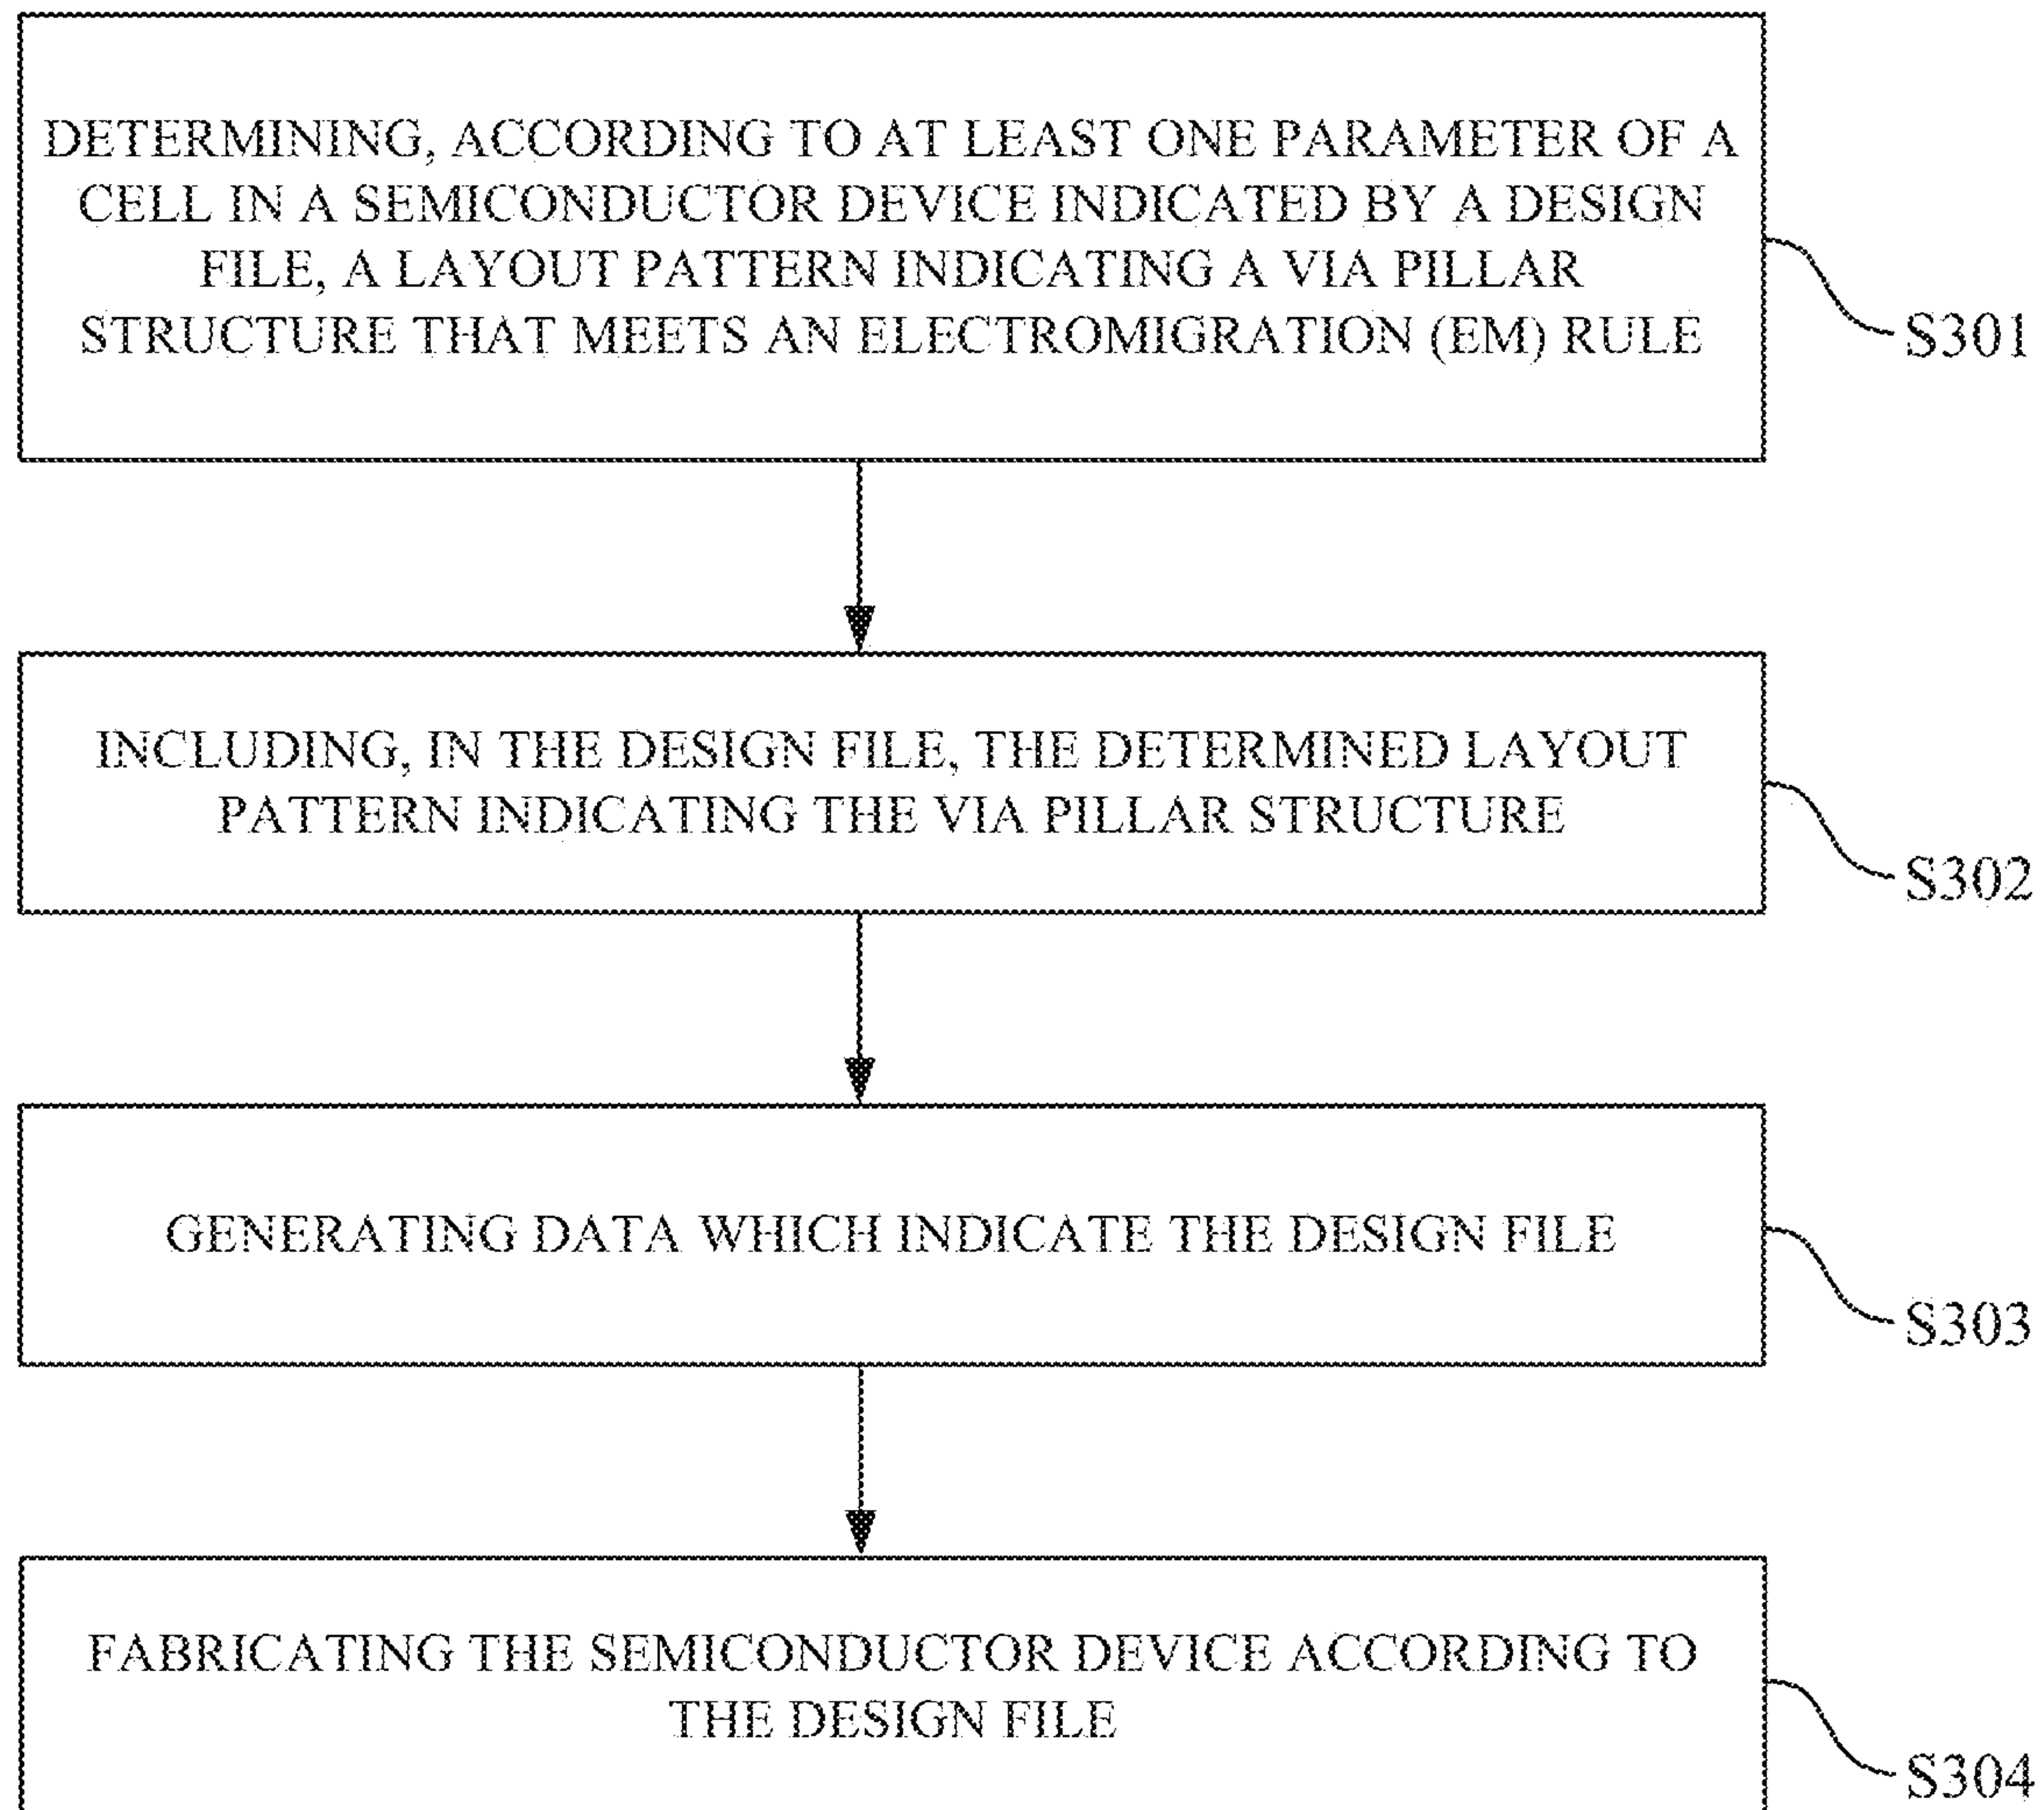 DETERMINING, ACCORDING TO AT LEAST ONE PARAMETER OF A
CELL IN A SEMICONDUCTOR DEVICE INDICATED BY A DESIGN
FILE, A LAYOUT PATTERN INDICATING A VIA PILLAR
STRUCTURE THAT MEETS AN ELECTROMIGRATION (EM) RULE
S301
INCLUDING, IN THE DESIGN FILE, THE DETERMINED LAYOUT
PATTERN INDICATING THE VIA PILLAR STRUCTURE
S302
GENERATING DATA WHICH INDICATE THE DESIGN FILE
S303
FABRICATING THE SEMICONDUCTOR DEVICE ACCORDING TO
THE DESIGN FILE
S304